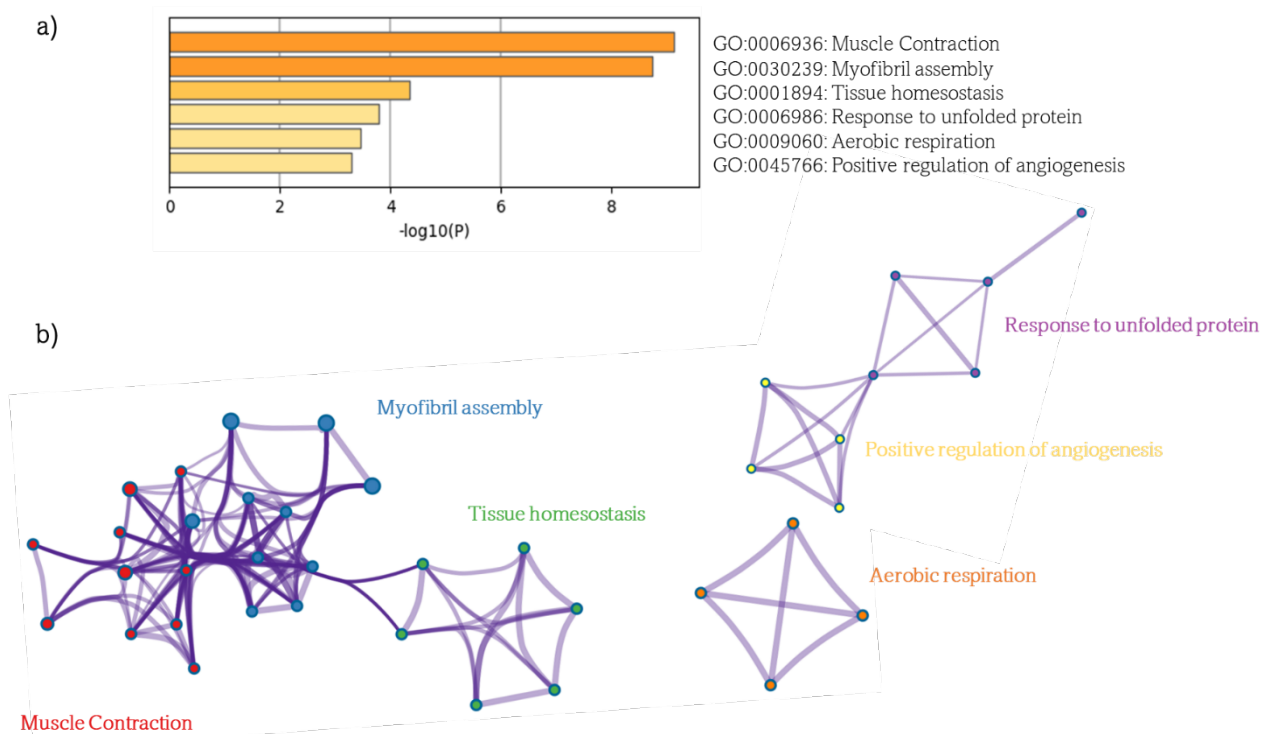 a)
GO:0006936: Muscle Contraction
GO:0030239: Myofibril assembly
GO:0001894: Tissue homesostasis
GO:0006986: Response to unfolded protein
GO:0009060: Aerobic respiration
GO:0045766: Positive regulation of angiogenesis
0 2 4 6 8
-log10(P)
b)
Response to unfolded protein
Myofibril assembly
Positive regulation of angiogenesis
Tissue homesostasis
Aerobic respiration
Muscle Contraction